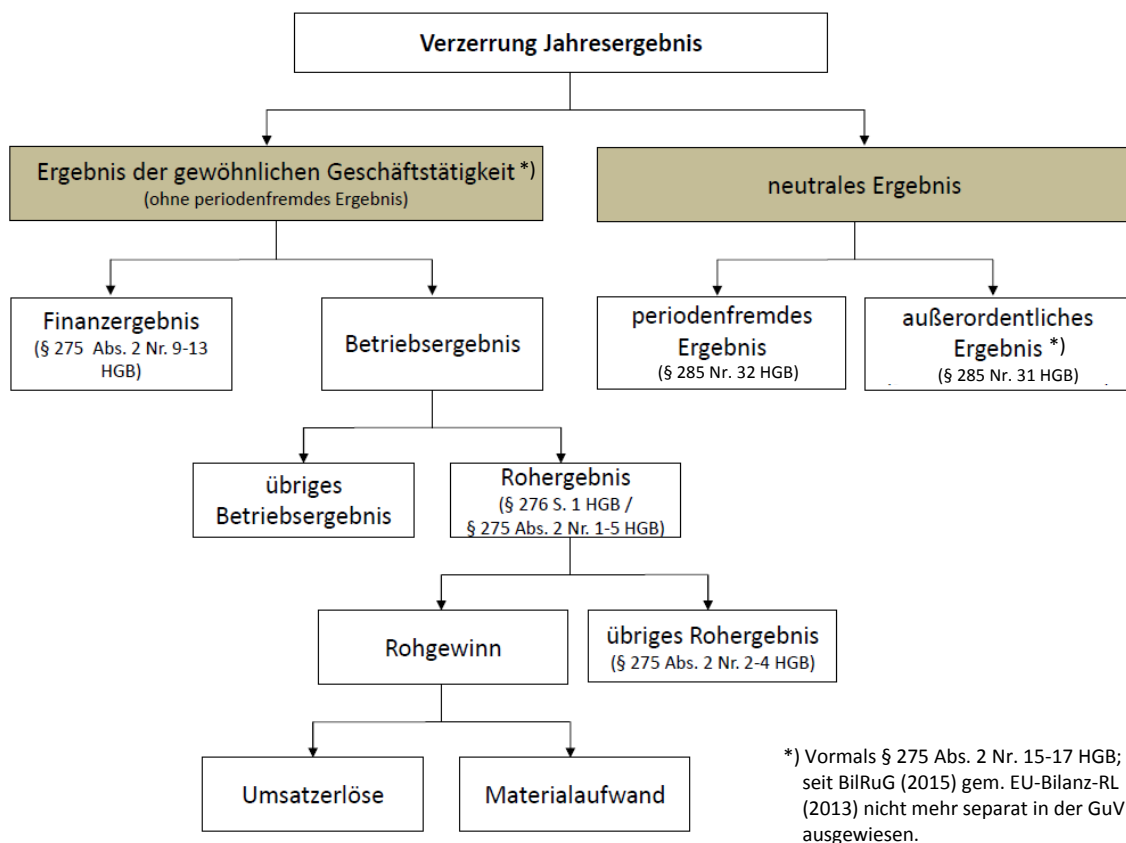 Verzerrung Jahresergebnis
Ergebnis der gewöhnlichen Geschäftstätigkeit *)
(ohne periodenfremdes Ergebnis)
neutrales Ergebnis
Finanzergebnis
(§ 275 Abs. 2 Nr. 9-13
HGB)
Betriebsergebnis
periodenfremdes
Ergebnis
(§ 285 Nr. 32 HGB)
außerordentliches
Ergebnis *)
(§ 285 Nr. 31 HGB)
übriges
Betriebsergebnis
Rohergebnis
(§ 276 S. 1 HGB /
§ 275 Abs. 2 Nr. 1-5 HGB)
Rohgewinn
übriges Rohergebnis
(§ 275 Abs. 2 Nr. 2-4 HGB)
Umsatzerlöse
Materialaufwand
*) Vormals § 275 Abs. 2 Nr. 15-17 HGB;
seit BilRuG (2015) gem. EU-Bilanz-RL
(2013) nicht mehr separat in der GuV
ausgewiesen.